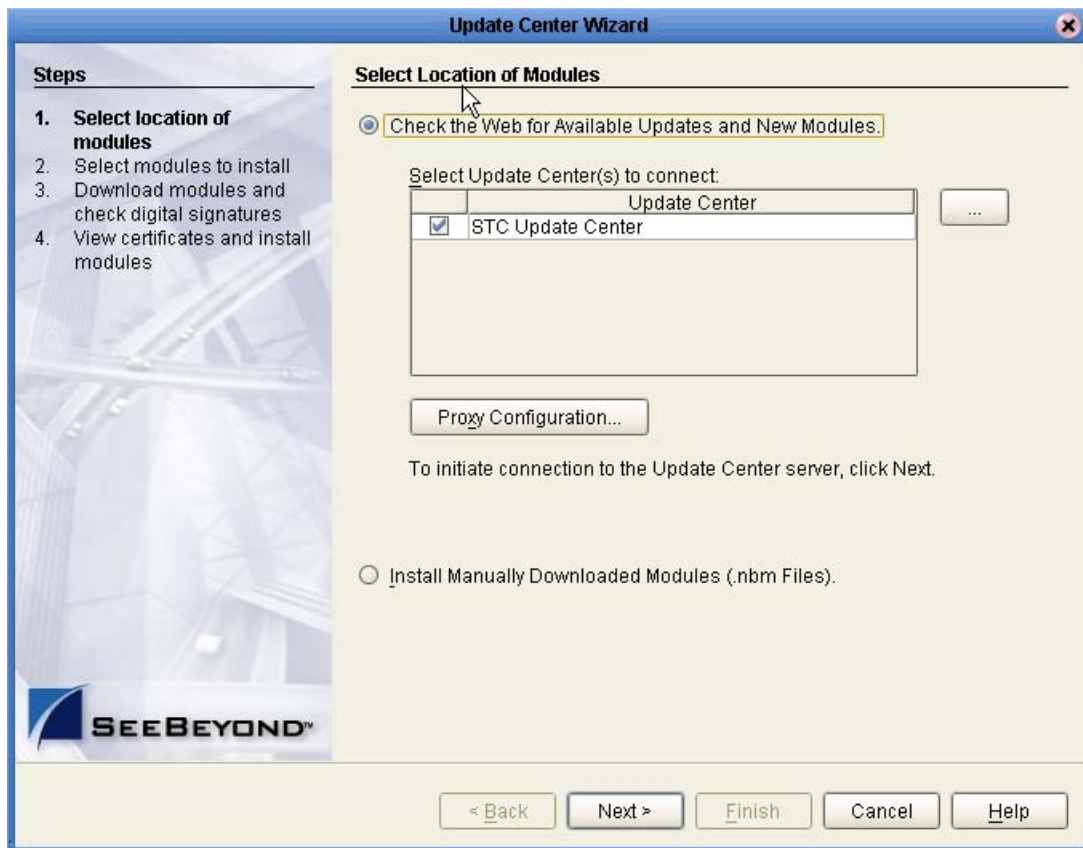 Update Center Wizard
Steps
1. Select location of
modules
2. Select modules to install
3. Download modules and
check digital signatures
4. View certificates and install
modules
SEEBEYOND™
Select Location of Modules
Check the Web for Available Updates and New Modules.
Select Update Center(s) to connect:
Update Center
...
STC Update Center
Proxy Configuration...
To initiate connection to the Update Center server, click Next.
Install Manually Downloaded Modules (.nbm Files).
< Back Next > Finish Cancel Help